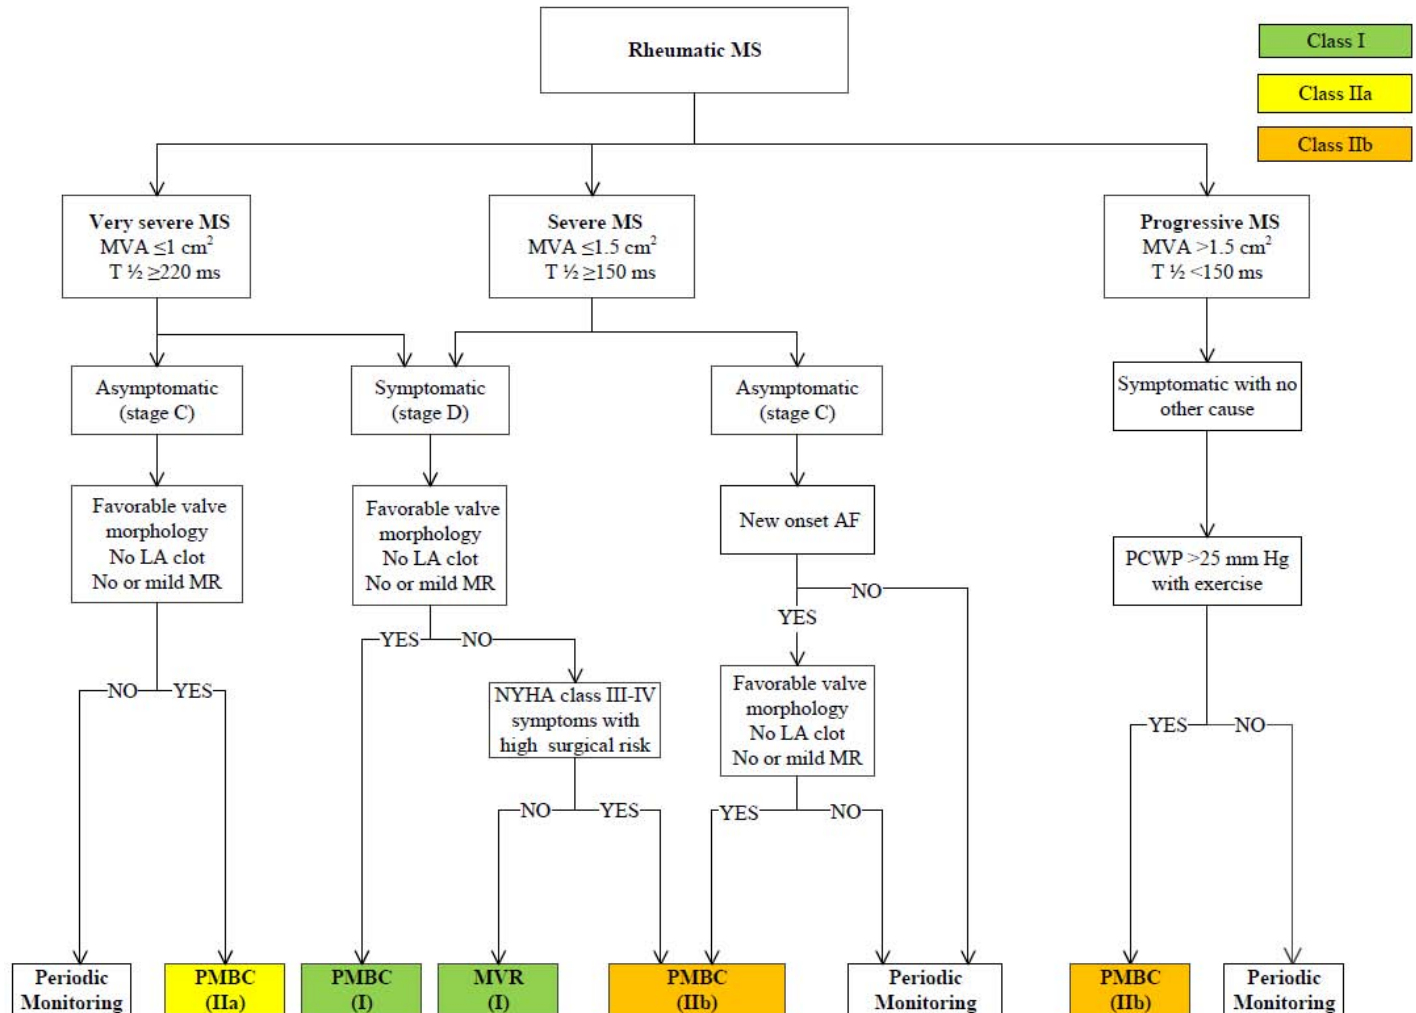 Rheumatic MS
Class I
Class IIa
Class IIb
Very severe MS
MVA ≤1 cm²
T ½ ≥220 ms
Severe MS
MVA ≤1.5 cm²
T ½ ≥150 ms
Progressive MS
MVA >1.5 cm²
T ½ <150 ms
Asymptomatic
(stage C)
Symptomatic
(stage D)
Asymptomatic
(stage C)
Symptomatic with no
other cause
Favorable valve
morphology
No LA clot
No or mild MR
Favorable valve
morphology
No LA clot
No or mild MR
New onset AF
PCWP >25 mm Hg
with exercise
NO
YES
YES
NO
NO
YES
NYHA class III-IV
symptoms with
high surgical risk
Favorable valve
morphology
No LA clot
No or mild MR
YES
NO
NO
YES
YES
NO
Periodic
Monitoring
PMBC
(IIa)
PMBC
(I)
MVR
(I)
PMBC
(IIb)
Periodic
Monitoring
PMBC
(IIb)
Periodic
Monitoring